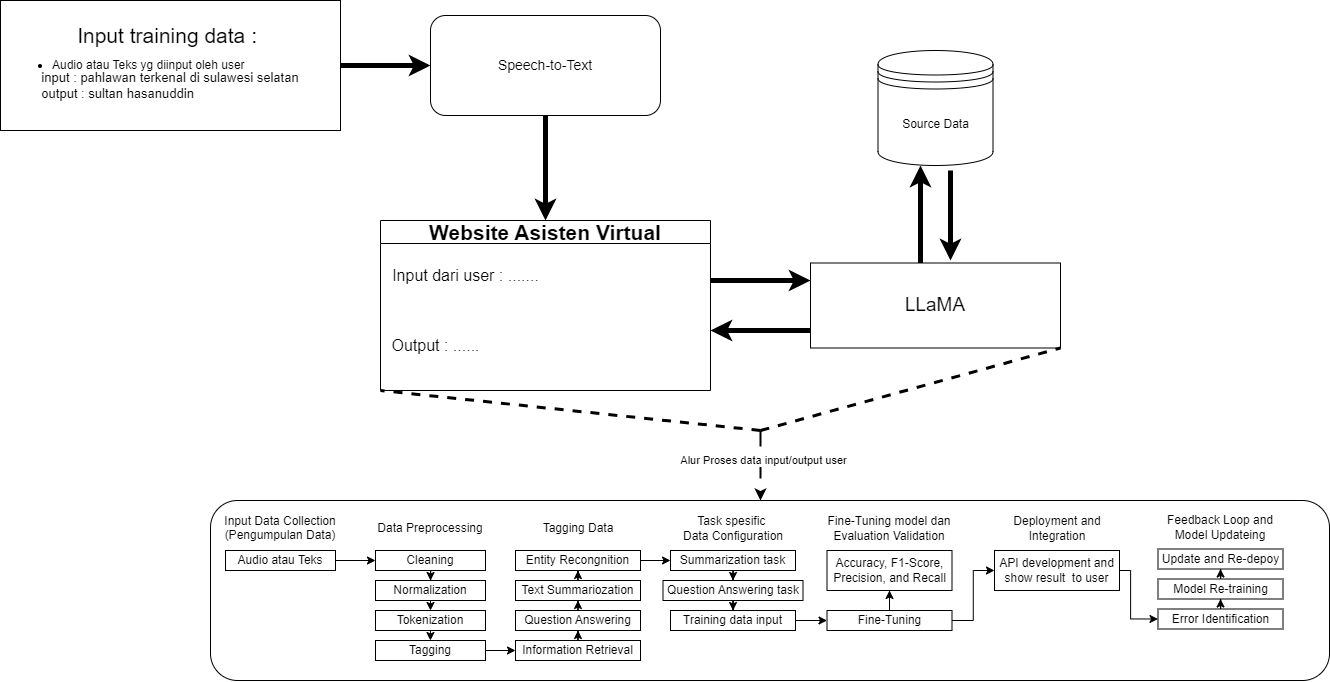 Input training data :
Audio atau Teks yg diinput oleh user
input : pahlawan terkenal di sulawesi selatan
output : sultan hasanuddin
Speech-to-Text
Source Data
Website Asisten Virtual
Input dari user : .......
Output : ......
LLaMA
Alur Proses data input/output user
Input Data Collection
(Pengumpulan Data)
Audio atau Teks
Data Preprocessing
Cleaning
Normalization
Tokenization
Tagging
Tagging Data
Entity Recongnition
Text Summariozation
Question Answering
Information Retrieval
Task spesific
Data Configuration
Summarization task
Question Answering task
Training data input
Fine-Tuning model dan
Evaluation Validation
Accuracy, F1-Score,
Precision, and Recall
Fine-Tuning
Deployment and
Integration
API development and
show result to user
Feedback Loop and
Model Updateing
Update and Re-depoy
Model Re-training
Error Identification